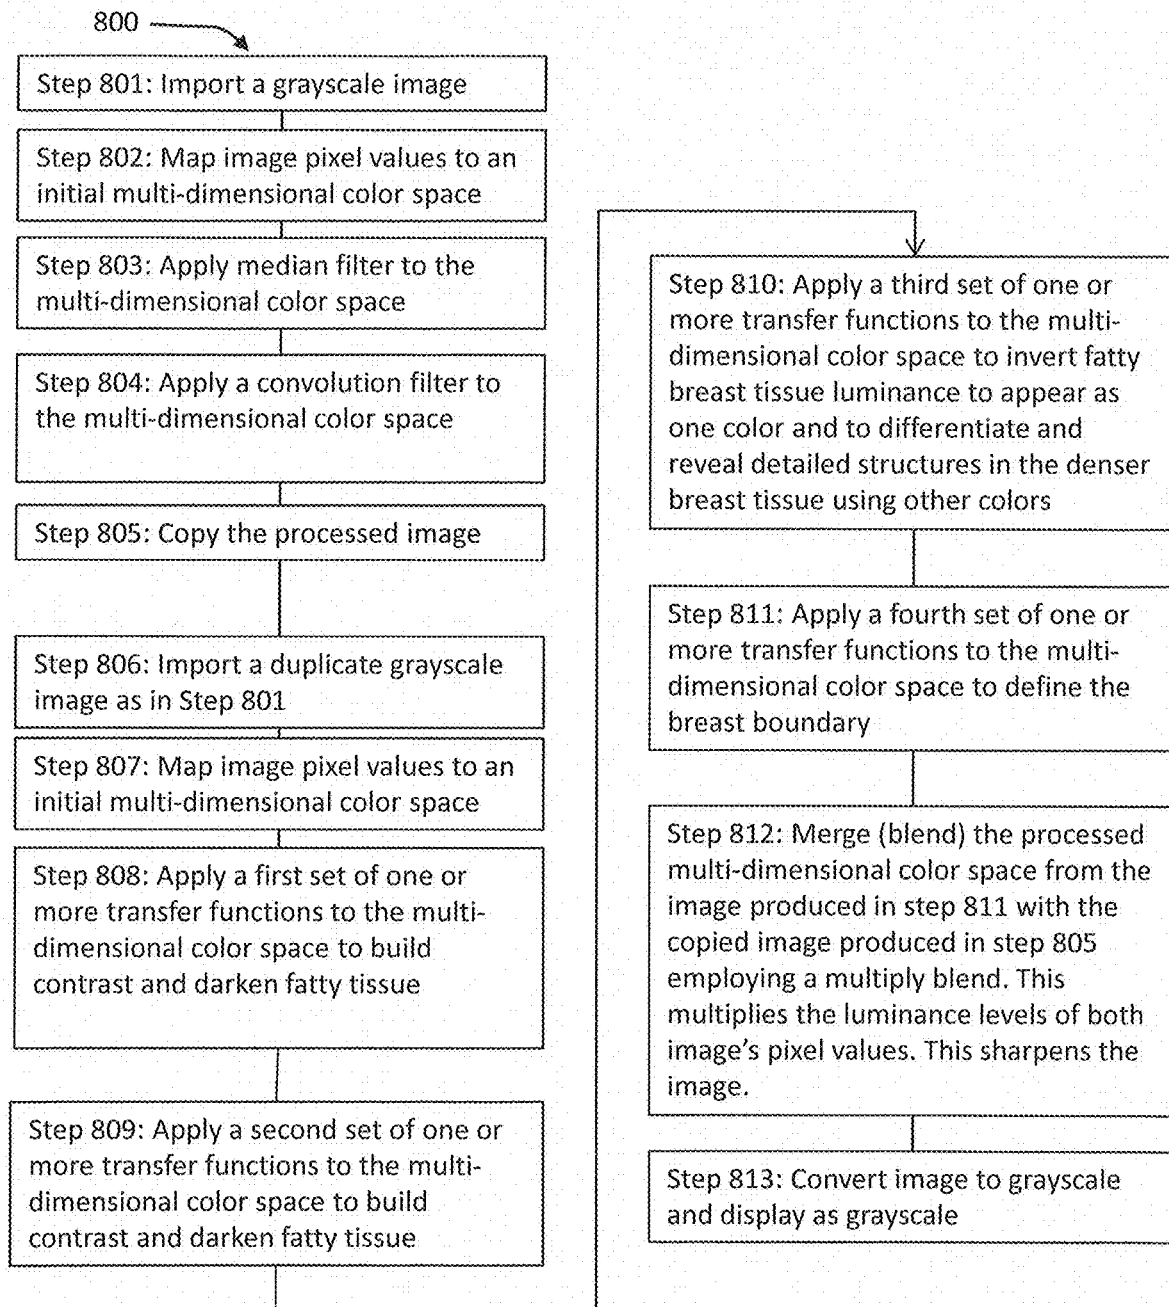 800
Step 801: Import a grayscale image
Step 802: Map image pixel values to an
initial multi-dimensional color space
Step 803: Apply median filter to the
multi-dimensional color space
Step 804: Apply a convolution filter to
the multi-dimensional color space
Step 805: Copy the processed image
Step 806: Import a duplicate grayscale
image as in Step 801
Step 807: Map image pixel values to an
initial multi-dimensional color space
Step 808: Apply a first set of one or
more transfer functions to the multi-
dimensional color space to build
contrast and darken fatty tissue
Step 809: Apply a second set of one or
more transfer functions to the multi-
dimensional color space to build
contrast and darken fatty tissue
Step 810: Apply a third set of one or
more transfer functions to the multi-
dimensional color space to invert fatty
breast tissue luminance to appear as
one color and to differentiate and
reveal detailed structures in the denser
breast tissue using other colors
Step 811: Apply a fourth set of one or
more transfer functions to the multi-
dimensional color space to define the
breast boundary
Step 812: Merge (blend) the processed
multi-dimensional color space from the
image produced in step 811 with the
copied image produced in step 805
employing a multiply blend. This
multiplies the luminance levels of both
image's pixel values. This sharpens the
image.
Step 813: Convert image to grayscale
and display as grayscale